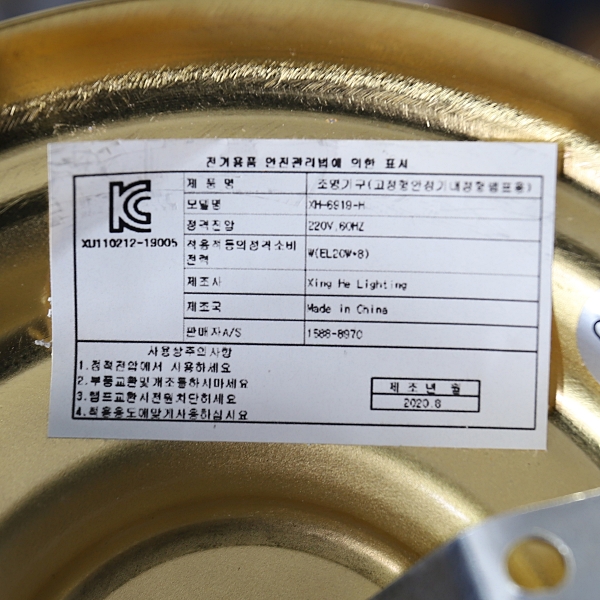 전기용품 안전관리법에 의한 표시
KC
XU110212-19005
제 품 명 조명기구(고정형안정기내장형램프용)
모델명 XH-6919-H
정격전압 220V,60HZ
적용적등의성격소비전력 W(EL20W*8)
제조사 Xing He Lighting
제조국 Made in China
판매자A/S 1588-8970
사용상주의사항
1.정격전압에서 사용하세요
2.부품교환및개조를하시마세요
3.램프교환시전원차단하세요
4.적용용도에맞게사용하십시요
제 조 년 월
2020.8